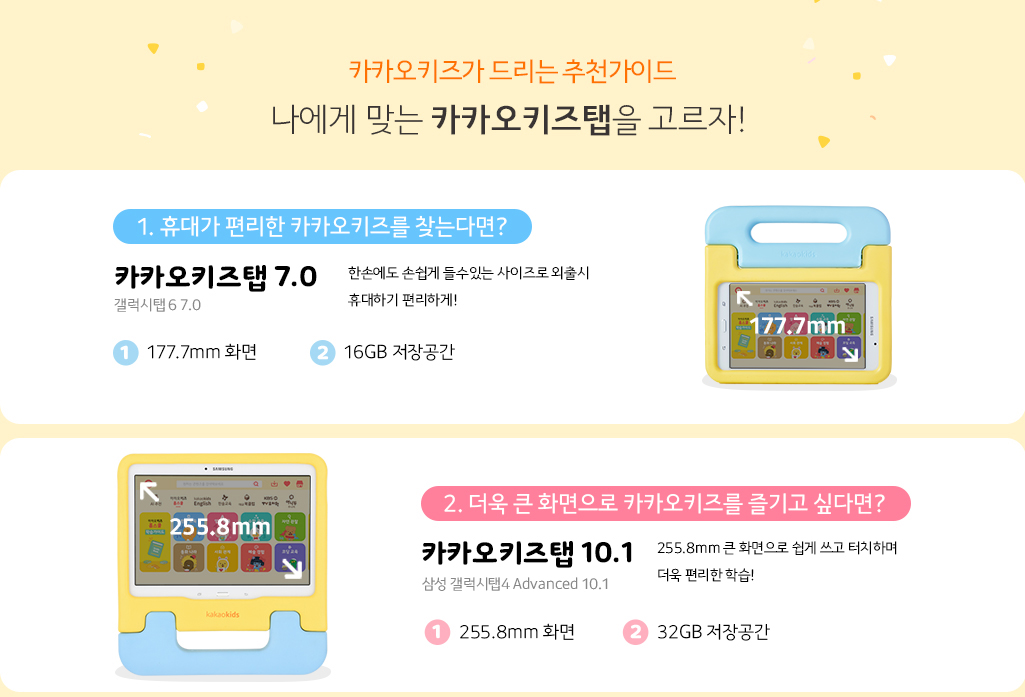 카카오키즈가 드리는 추천가이드
나에게 맞는 카카오키즈탭을 고르자!
1. 휴대가 편리한 카카오키즈를 찾는다면?
카카오키즈탭 7.0
갤럭시탭 6 7.0
한손에도 손쉽게 들수있는 사이즈로 외출시
휴대하기 편리하게!
1 177.7mm 화면
2 16GB 저장공간
kakaokids
SAMSUNG
177.7mm
SAMSUNG
255.8mm
kakaokids
2. 더욱 큰 화면으로 카카오키즈를 즐기고 싶다면?
카카오키즈탭 10.1
삼성 갤럭시탭4 Advanced 10.1
255.8mm 큰 화면으로 쉽게 쓰고 터치하며
더욱 편리한 학습!
1 255.8mm 화면
2 32GB 저장공간